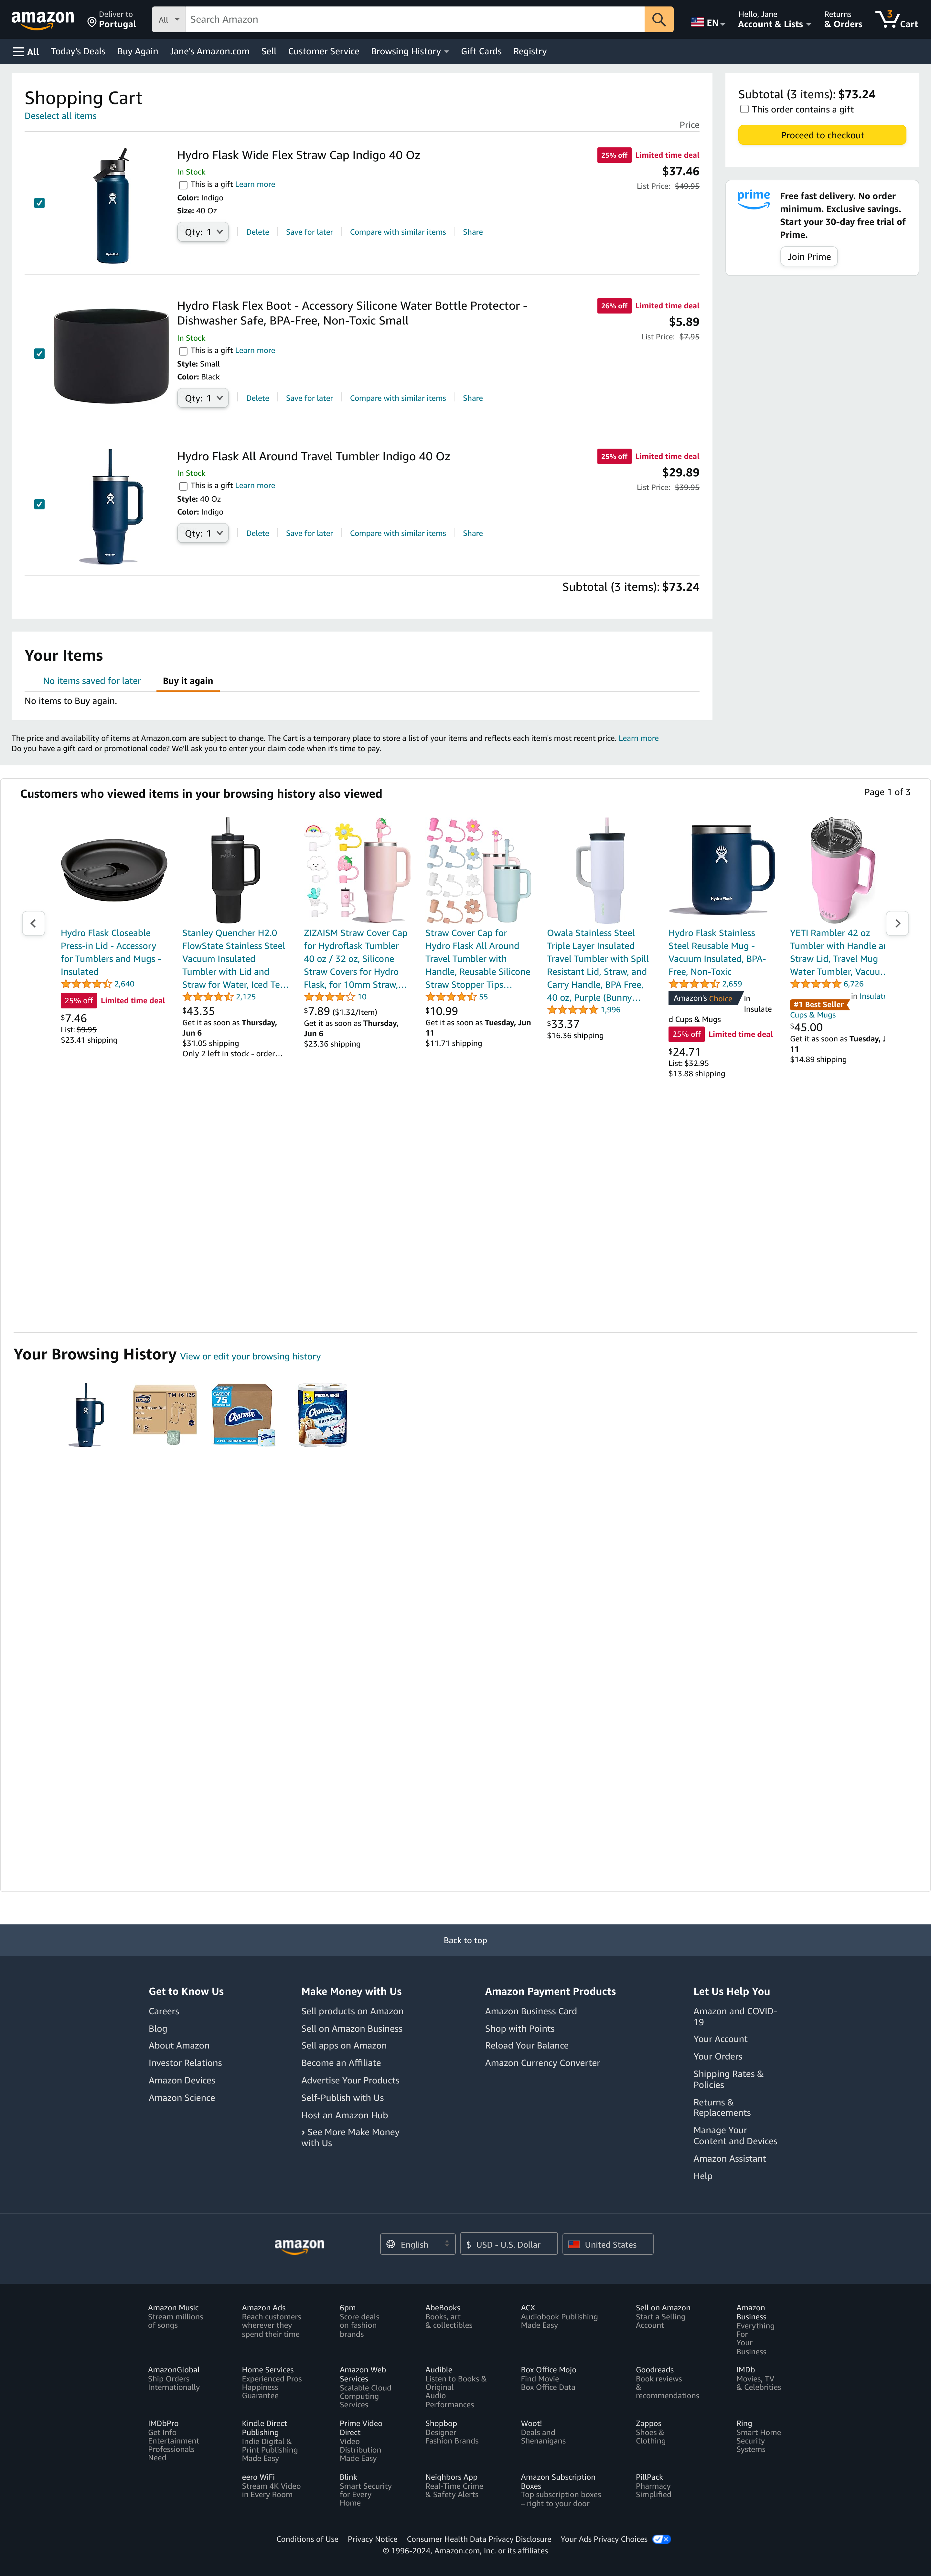 amazon
Deliver to
Portugal
All
Search Amazon
EN
Hello, Jane
Account & Lists
Returns
& Orders
3
Cart
All
Today's Deals
Buy Again
Jane's Amazon.com
Sell
Customer Service
Browsing History
Gift Cards
Registry
Shopping Cart
Deselect all items
Price
Hydro Flask Wide Flex Straw Cap Indigo 40 Oz
25% off Limited time deal
$37.46
List Price: $49.95
In Stock
This is a gift Learn more
Color: Indigo
Size: 40 Oz
Qty: 1
Delete
Save for later
Compare with similar items
Share
Hydro Flask Flex Boot - Accessory Silicone Water Bottle Protector -
Dishwasher Safe, BPA-Free, Non-Toxic Small
26% off Limited time deal
$5.89
List Price: $7.95
In Stock
This is a gift Learn more
Style: Small
Color: Black
Qty: 1
Delete
Save for later
Compare with similar items
Share
Hydro Flask All Around Travel Tumbler Indigo 40 Oz
25% off Limited time deal
$29.89
List Price: $39.95
In Stock
This is a gift Learn more
Style: 40 Oz
Color: Indigo
Qty: 1
Delete
Save for later
Compare with similar items
Share
Subtotal (3 items): $73.24
Subtotal (3 items): $73.24
This order contains a gift
Proceed to checkout
prime
Free fast delivery. No order
minimum. Exclusive savings.
Start your 30-day free trial of
Prime.
Join Prime
Your Items
No items saved for later
Buy it again
No items to Buy again.
The price and availability of items at Amazon.com are subject to change. The Cart is a temporary place to store a list of your items and reflects each item's most recent price. Learn more
Do you have a gift card or promotional code? We'll ask you to enter your claim code when it's time to pay.
Customers who viewed items in your browsing history also viewed
Page 1 of 3
Hydro Flask Closeable
Press-in Lid - Accessory
for Tumblers and Mugs -
Insulated
2,640
25% off Limited time deal
$7.46
List: $9.95
$23.41 shipping
Stanley Quencher H2.0
FlowState Stainless Steel
Vacuum Insulated
Tumbler with Lid and
Straw for Water, Iced Te…
2,125
$43.35
Get it as soon as Thursday,
Jun 6
$31.05 shipping
Only 2 left in stock - order…
ZIZAISM Straw Cover Cap
for Hydroflask Tumbler
40 oz / 32 oz, Silicone
Straw Covers for Hydro
Flask, for 10mm Straw,…
10
$7.89 ($1.32/Item)
Get it as soon as Thursday,
Jun 6
$23.36 shipping
Straw Cover Cap for
Hydro Flask All Around
Travel Tumbler with
Handle, Reusable Silicone
Straw Stopper Tips…
55
$10.99
Get it as soon as Tuesday, Jun
11
$11.71 shipping
Owala Stainless Steel
Triple Layer Insulated
Travel Tumbler with Spill
Resistant Lid, Straw, and
Carry Handle, BPA Free,
40 oz, Purple (Bunny…
1,996
$33.37
$16.36 shipping
Hydro Flask Stainless
Steel Reusable Mug -
Vacuum Insulated, BPA-
Free, Non-Toxic
2,659
Amazon's Choice in
Insulate
d Cups & Mugs
25% off Limited time deal
$24.71
List: $32.95
$13.88 shipping
YETI Rambler 42 oz
Tumbler with Handle a
Straw Lid, Travel Mug
Water Tumbler, Vacuu…
6,726
#1 Best Seller in Insulate
Cups & Mugs
$45.00
Get it as soon as Tuesday, J
11
$14.89 shipping
Your Browsing History View or edit your browsing history
TORK
TM 16 16S
CASE OF
75
Charmin
24
MEGA
Charmin
Back to top
Get to Know Us
Careers
Blog
About Amazon
Investor Relations
Amazon Devices
Amazon Science
Make Money with Us
Sell products on Amazon
Sell on Amazon Business
Sell apps on Amazon
Become an Affiliate
Advertise Your Products
Self-Publish with Us
Host an Amazon Hub
› See More Make Money
with Us
Amazon Payment Products
Amazon Business Card
Shop with Points
Reload Your Balance
Amazon Currency Converter
Let Us Help You
Amazon and COVID-
19
Your Account
Your Orders
Shipping Rates &
Policies
Returns &
Replacements
Manage Your
Content and Devices
Amazon Assistant
Help
amazon
English
$ USD - U.S. Dollar
United States
Amazon Music
Stream millions
of songs
Amazon Ads
Reach customers
wherever they
spend their time
6pm
Score deals
on fashion
brands
AbeBooks
Books, art
& collectibles
ACX
Audiobook Publishing
Made Easy
Sell on Amazon
Start a Selling
Account
Amazon
Business
Everything
For
Your
Business
AmazonGlobal
Ship Orders
Internationally
Home Services
Experienced Pros
Happiness
Guarantee
Amazon Web
Services
Scalable Cloud
Computing
Services
Audible
Listen to Books &
Original
Audio
Performances
Box Office Mojo
Find Movie
Box Office Data
Goodreads
Book reviews
&
recommendations
IMDb
Movies, TV
& Celebrities
IMDbPro
Get Info
Entertainment
Professionals
Need
Kindle Direct
Publishing
Indie Digital &
Print Publishing
Made Easy
Prime Video
Direct
Video
Distribution
Made Easy
Shopbop
Designer
Fashion Brands
Woot!
Deals and
Shenanigans
Zappos
Shoes &
Clothing
Ring
Smart Home
Security
Systems
eero WiFi
Stream 4K Video
in Every Room
Blink
Smart Security
for Every
Home
Neighbors App
Real-Time Crime
& Safety Alerts
Amazon Subscription
Boxes
Top subscription boxes
– right to your door
PillPack
Pharmacy
Simplified
Conditions of Use
Privacy Notice
Consumer Health Data Privacy Disclosure
Your Ads Privacy Choices
© 1996-2024, Amazon.com, Inc. or its affiliates